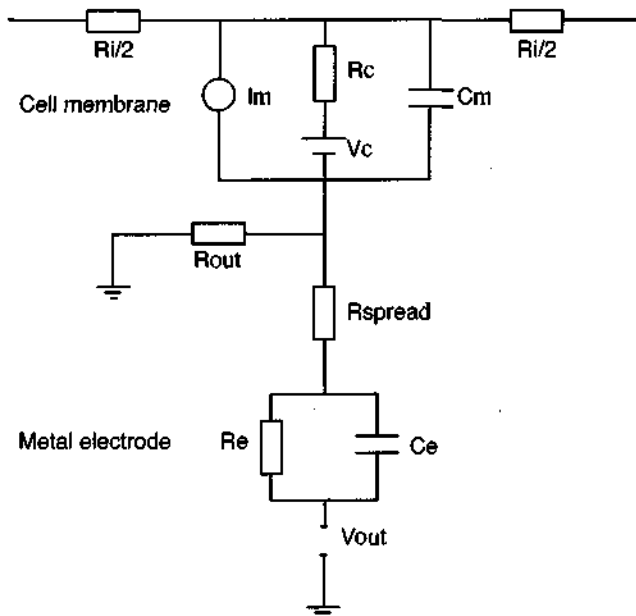 Ri/2
Ri/2
Rc
Cell membrane
Im
Cm
Vc
Rout
Rspread
Metal electrode
Re
Ce
Vout